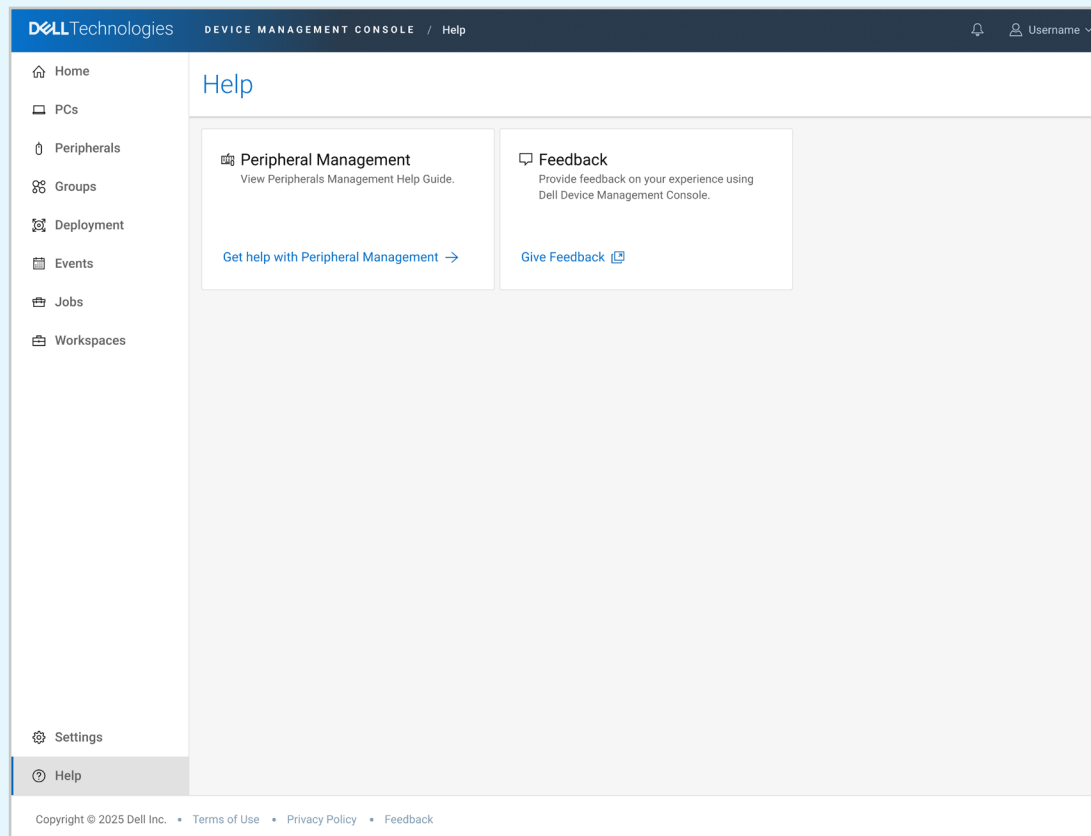 DELLTechnologies DEVICE MANAGEMENT CONSOLE / Help Username
Home
PCs
Peripherals
Groups
Deployment
Events
Jobs
Workspaces
Settings
Help
Help
Peripheral Management
View Peripherals Management Help Guide.
Get help with Peripheral Management
Feedback
Provide feedback on your experience using
Dell Device Management Console.
Give Feedback
Copyright © 2025 Dell Inc. • Terms of Use • Privacy Policy • Feedback